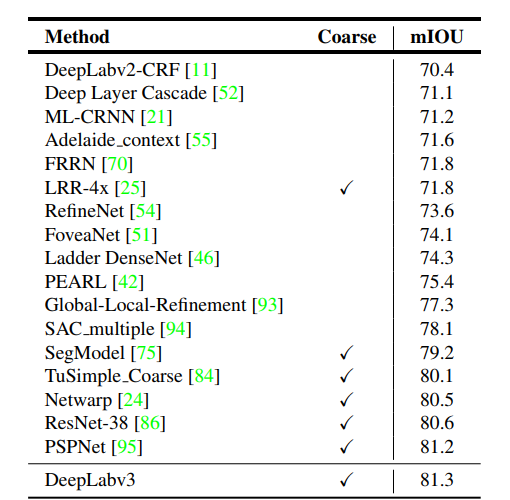 Method Coarse mIOU
DeepLabv2-CRF [11] 70.4
Deep Layer Cascade [52] 71.1
ML-CRNN [21] 71.2
Adelaide_context [55] 71.6
FRRN [70] 71.8
LRR-4x [25] ✓ 71.8
RefineNet [54] 73.6
FoveaNet [51] 74.1
Ladder DenseNet [46] 74.3
PEARL [42] 75.4
Global-Local-Refinement [93] 77.3
SAC_multiple [94] 78.1
SegModel [75] ✓ 79.2
TuSimple_Coarse [84] ✓ 80.1
Netwarp [24] ✓ 80.5
ResNet-38 [86] ✓ 80.6
PSPNet [95] ✓ 81.2
DeepLabv3 ✓ 81.3